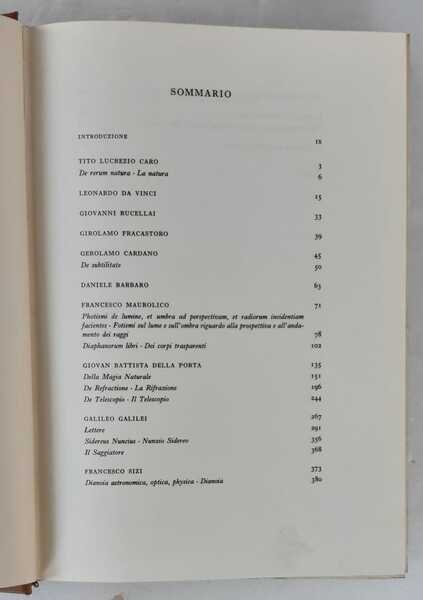 SOMMARIO
INTRODUZIONE IX
TITO LUCREZIO CARO 3
De rerum natura - La natura 6
LEONARDO DA VINCI 15
GIOVANNI RUCELLAI 33
GIROLAMO FRACASTORO 39
GEROLAMO CARDANO 45
De subtilitate 50
DANIELE BARBARO 63
FRANCESCO MAUROLICO 71
Photismi de lumine, et umbra ad perspectivam, et radiorum incidentiam
facientes - Fotismi sul lume e sull'ombra riguardo alla prospettiva e all'anda-
mento dei raggi 78
Diaphanorum libri - Dei corpi trasparenti 102
GIOVAN BATTISTA DELLA PORTA 135
Della Magia Naturale 151
De Refractione - La Rifrazione 196
De Telescopio - Il Telescopio 244
GALILEO GALILEI 267
Lettere 291
Sidereus Nuncius - Nunzio Sidereo 356
Il Saggiatore 368
FRANCESCO SIZI 373
Dianoia astronomica, optica, physica - Dianoia 380